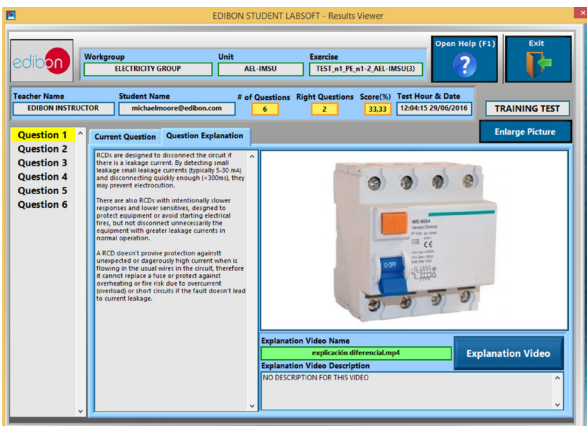 EDIBON STUDENT LABSOFT - Results Viewer
edibon
Workgroup
ELECTRICITY GROUP
Unit
AEL-IMSU
Exercise
TEST_n1_PE_n1-2_AEL-IMSU(3)
Open Help (F1)
Exit
Teacher Name
EDIBON INSTRUCTOR
Student Name
michaelmoore@edibon.com
# of Questions
6
Right Questions
2
Score(%)
33,33
Test Hour & Date
12:04:15 29/06/2016
TRAINING TEST
Question 1
Question 2
Question 3
Question 4
Question 5
Question 6
Current Question
Question Explanation
Enlarge Picture
RCDs are designed to disconnect the circuit if
there is a leakage current. By detecting small
leakage small leakage currents (typically 5-30 mA)
and disconnecting quickly enough (<300ms), they
may prevent electrocution.
There are also RCDs with intentionally slower
responses and lower sensitives, designed to
protect equipment or avoid starting electrical
fires, but not disconnect unnecessarily the
equipment with greater leakage currents in
normal operation.
A RCD doesn't provive protection againstt
unexpected or dagerously high current when is
flowing in the usual wires in the circuit, therefore
it cannot replace a fuse or protect against
overheating or fire risk due to overcurrent
(overload) or short circuits if the fault doesn't lead
to current leakage.
CE
Explanation Video Name
explicación diferencial.mp4
Explanation Video
Explanation Video Description
NO DESCRIPTION FOR THIS VIDEO